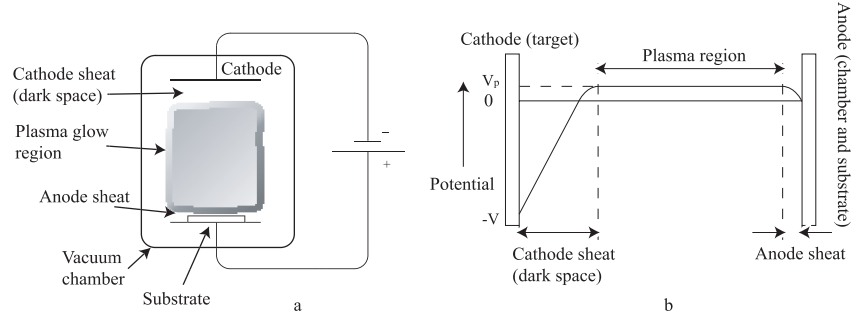 Cathode
Cathode sheat
(dark space)
Plasma glow
region
Anode sheat
Vacuum
chamber
Substrate
−
+
a
Cathode (target)
Plasma region
Anode (chamber and substrate)
Vp
0
Potential
-V
Cathode sheat
(dark space)
Anode sheat
b